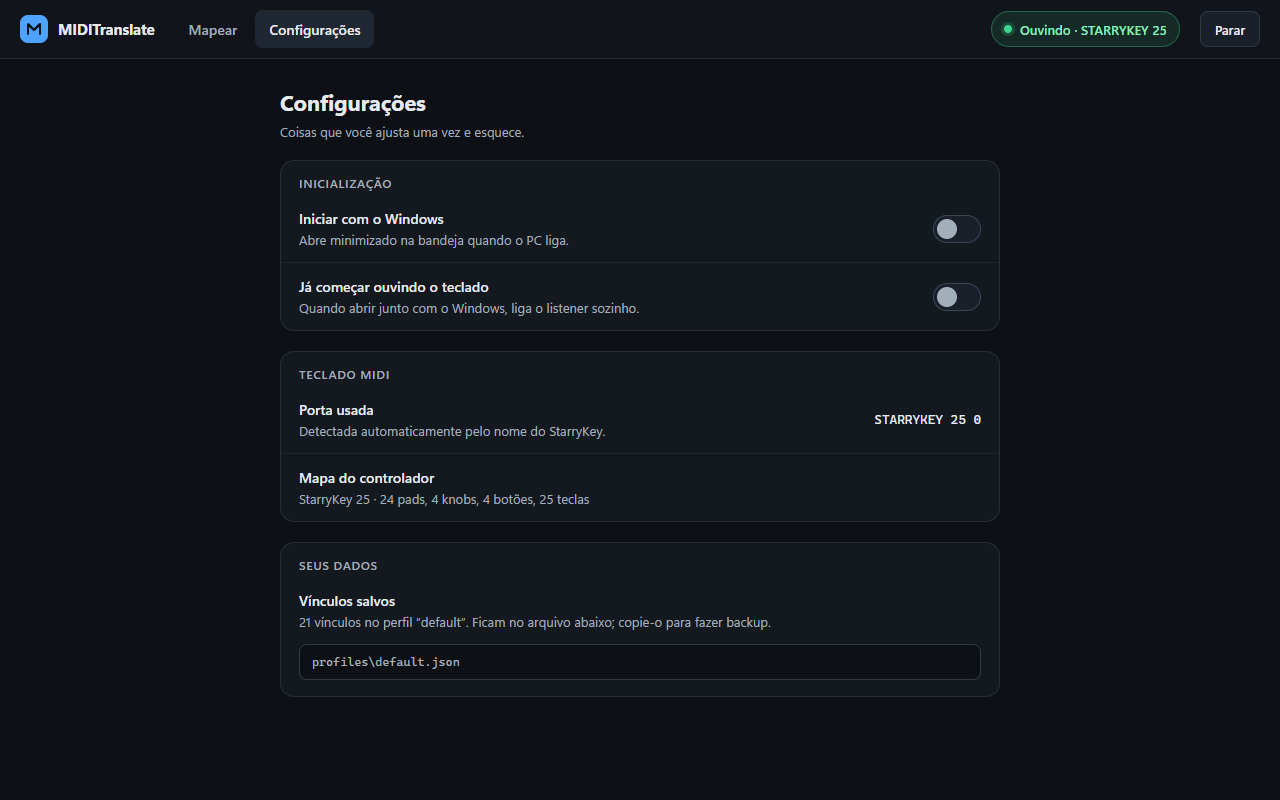 MIDITranslate
Mapear
Configurações
Ouvindo · STARRYKEY 25
Parar
Configurações
Coisas que você ajusta uma vez e esquece.
INICIALIZAÇÃO
Iniciar com o Windows
Abre minimizado na bandeja quando o PC liga.
Já começar ouvindo o teclado
Quando abrir junto com o Windows, liga o listener sozinho.
TECLADO MIDI
Porta usada
Detectada automaticamente pelo nome do StarryKey.
STARRYKEY 25 0
Mapa do controlador
StarryKey 25 · 24 pads, 4 knobs, 4 botões, 25 teclas
SEUS DADOS
Vínculos salvos
21 vínculos no perfil “default”. Ficam no arquivo abaixo; copie-o para fazer backup.
profiles\default.json